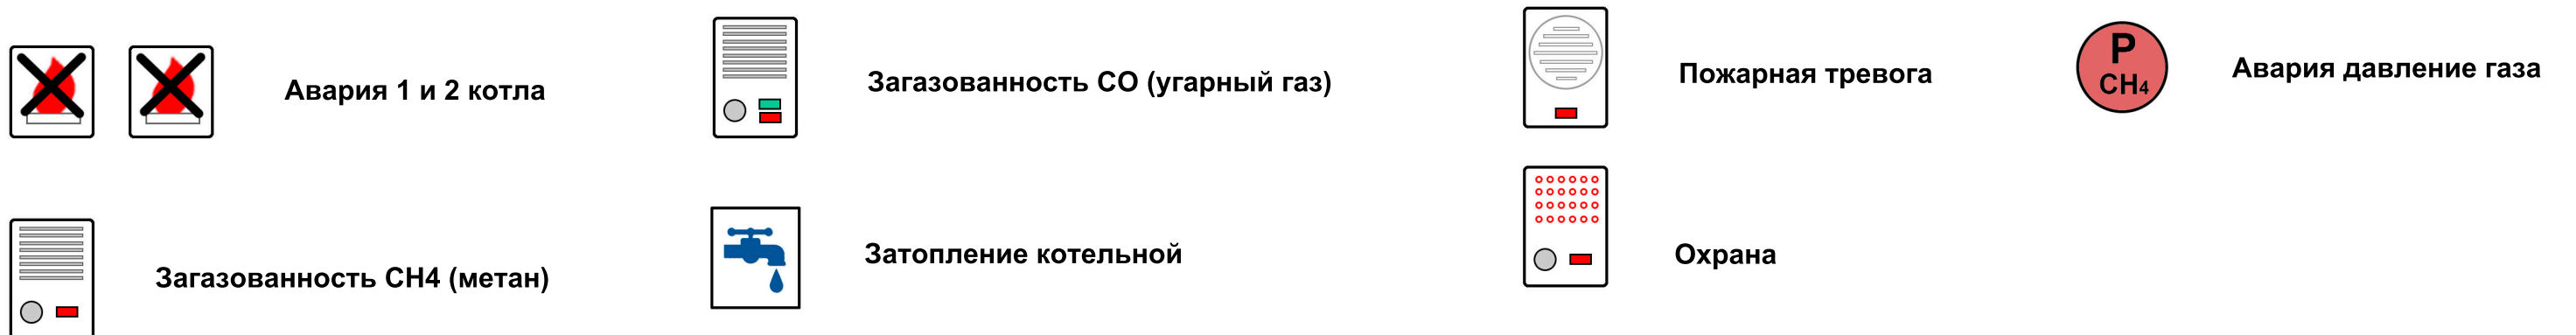 Авария 1 и 2 котла
Загазованность CO (угарный газ)
Пожарная тревога
P
CH4
Авария давление газа
Загазованность CH4 (метан)
Затопление котельной
Охрана